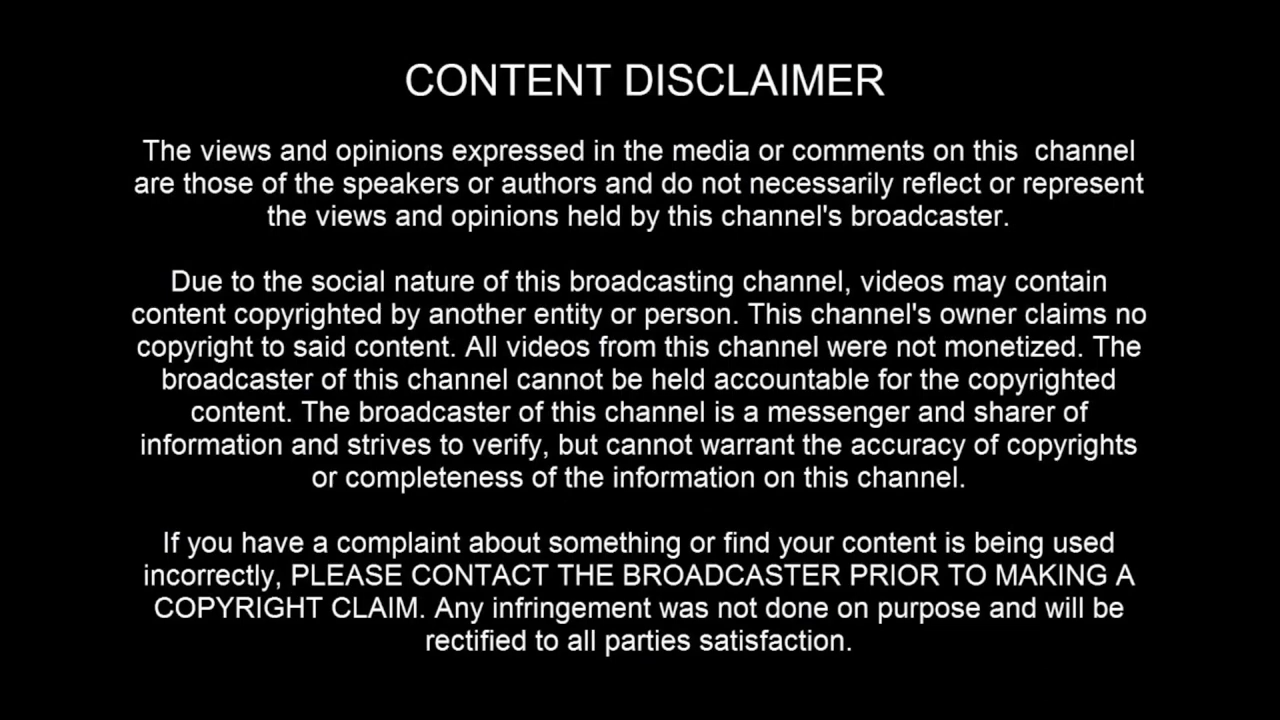 CONTENT DISCLAIMER
The views and opinions expressed in the media or comments on this  channel
are those of the speakers or authors and do not necessarily reflect or represent
the views and opinions held by this channel's broadcaster.
Due to the social nature of this broadcasting channel, videos may contain
content copyrighted by another entity or person. This channel's owner claims no
copyright to said content. All videos from this channel were not monetized. The
broadcaster of this channel cannot be held accountable for the copyrighted
content. The broadcaster of this channel is a messenger and sharer of
information and strives to verify, but cannot warrant the accuracy of copyrights
or completeness of the information on this channel.
If you have a complaint about something or find your content is being used
incorrectly, PLEASE CONTACT THE BROADCASTER PRIOR TO MAKING A
COPYRIGHT CLAIM. Any infringement was not done on purpose and will be
rectified to all parties satisfaction.